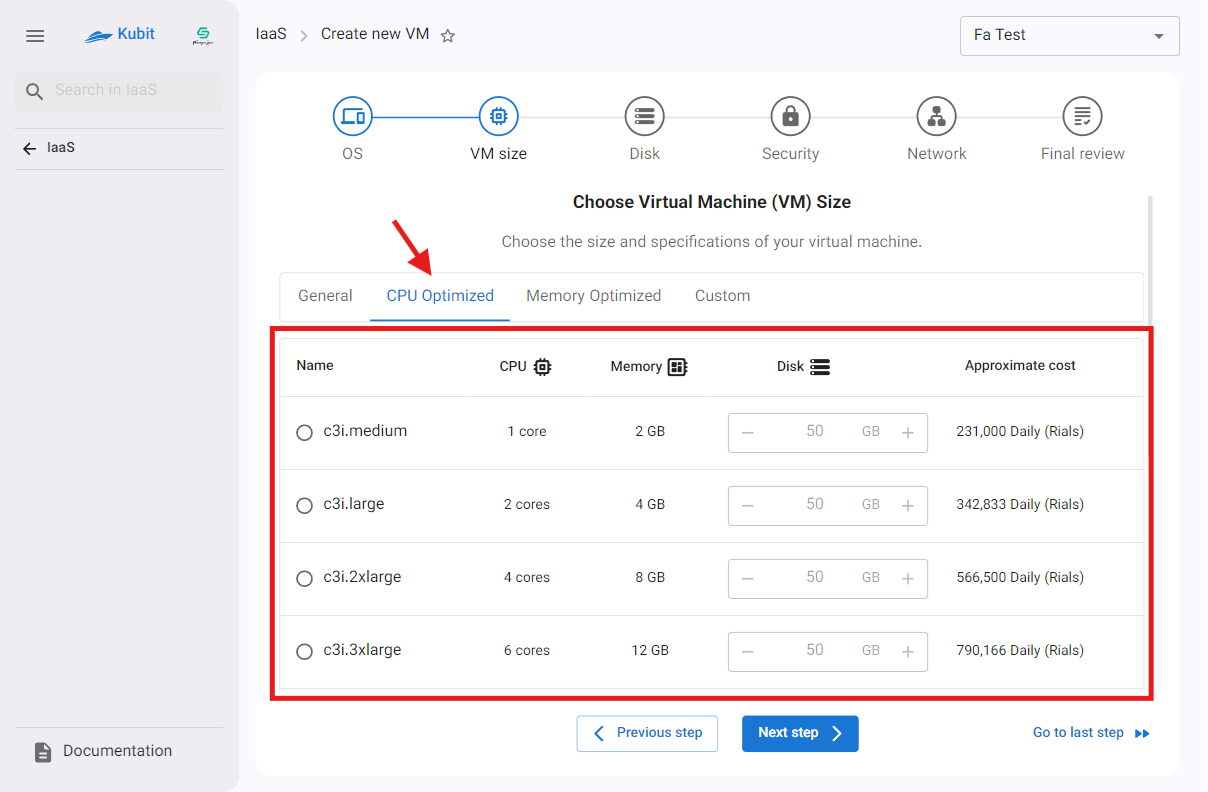 Kubit
IaaS
Create new VM
Fa Test
Search in IaaS
IaaS
OS
VM size
Disk
Security
Network
Final review
Choose Virtual Machine (VM) Size
Choose the size and specifications of your virtual machine.
General CPU Optimized Memory Optimized Custom
Name CPU Memory Disk Approximate cost
c3i.medium 1 core 2 GB − 50 GB + 231,000 Daily (Rials)
c3i.large 2 cores 4 GB − 50 GB + 342,833 Daily (Rials)
c3i.2xlarge 4 cores 8 GB − 50 GB + 566,500 Daily (Rials)
c3i.3xlarge 6 cores 12 GB − 50 GB + 790,166 Daily (Rials)
Previous step Next step Go to last step
Documentation